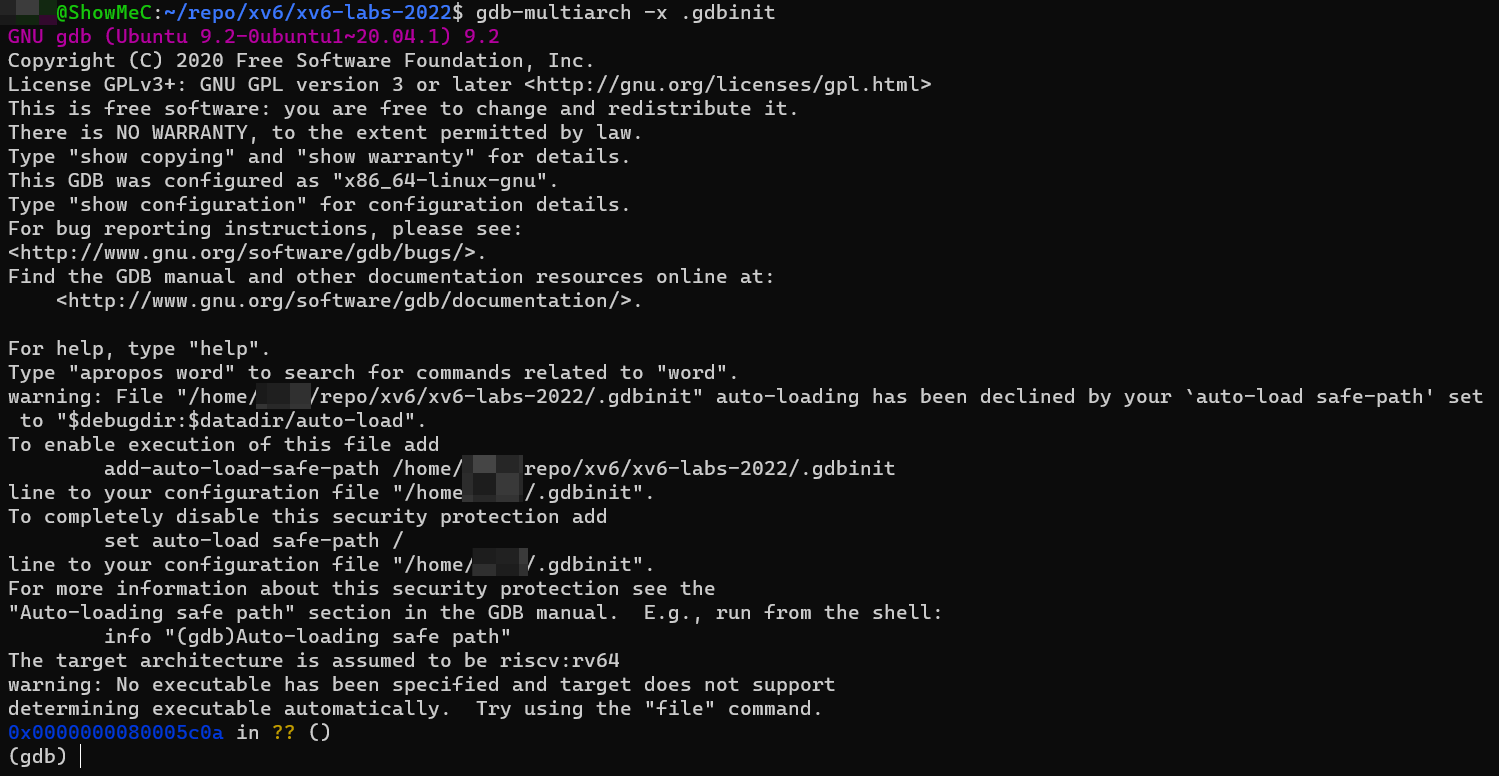 @ShowMeC:~/repo/xv6/xv6-labs-2022$ gdb-multiarch -x .gdbinit
GNU gdb (Ubuntu 9.2-0ubuntu1~20.04.1) 9.2
Copyright (C) 2020 Free Software Foundation, Inc.
License GPLv3+: GNU GPL version 3 or later <http://gnu.org/licenses/gpl.html>
This is free software: you are free to change and redistribute it.
There is NO WARRANTY, to the extent permitted by law.
Type "show copying" and "show warranty" for details.
This GDB was configured as "x86_64-linux-gnu".
Type "show configuration" for configuration details.
For bug reporting instructions, please see:
<http://www.gnu.org/software/gdb/bugs/>.
Find the GDB manual and other documentation resources online at:
    <http://www.gnu.org/software/gdb/documentation/>.

For help, type "help".
Type "apropos word" to search for commands related to "word".
warning: File "/home/ /repo/xv6/xv6-labs-2022/.gdbinit" auto-loading has been declined by your `auto-load safe-path' set
 to "$debugdir:$datadir/auto-load".
To enable execution of this file add
        add-auto-load-safe-path /home/ repo/xv6/xv6-labs-2022/.gdbinit
line to your configuration file "/home /.gdbinit".
To completely disable this security protection add
        set auto-load safe-path /
line to your configuration file "/home/ /.gdbinit".
For more information about this security protection see the
"Auto-loading safe path" section in the GDB manual.  E.g., run from the shell:
        info "(gdb)Auto-loading safe path"
The target architecture is assumed to be riscv:rv64
warning: No executable has been specified and target does not support
determining executable automatically.  Try using the "file" command.
0x0000000080005c0a in ?? ()
(gdb)